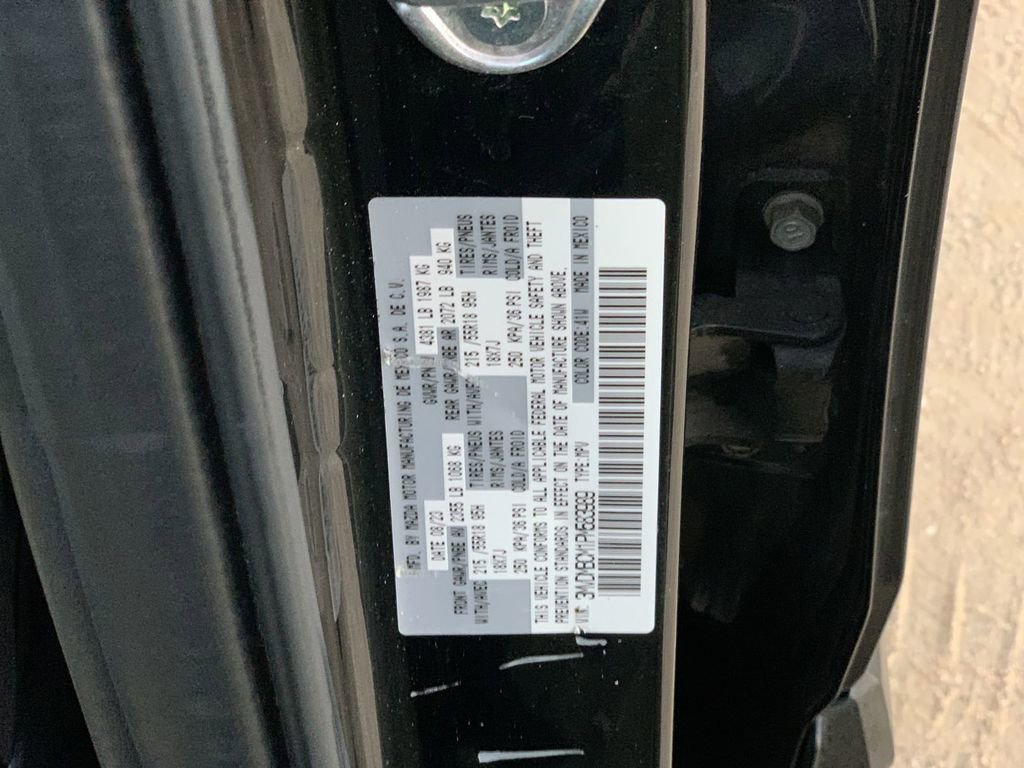 MFD. BY MAZDA MOTOR MANUFACTURING DE MEXICO S.A. DE C.V.
DATE 08/23 GVWR/PNBV 4381 LB 1987 KG
FRONT GAWR/PNBE AV 2355 LB 1068 KG REAR GAWR/PNBE AR 2072 LB 940 KG
WITH/AVEC 215/55R18 95H TIRES/PNEUS WITH/AVEC 215/55R18 95H TIRES/PNEUS
18X7J RIMS/JANTES 18X7J RIMS/JANTES
250 KPA/36 PSI COLD/A FROID 250 KPA/36 PSI COLD/A FROID
THIS VEHICLE CONFORMS TO ALL APPLICABLE FEDERAL MOTOR VEHICLE SAFETY AND THEFT
PREVENTION STANDARDS IN EFFECT ON THE DATE OF MANUFACTURE SHOWN ABOVE.
TYPE:MPV COLOR CODE:41W MADE IN MEXICO